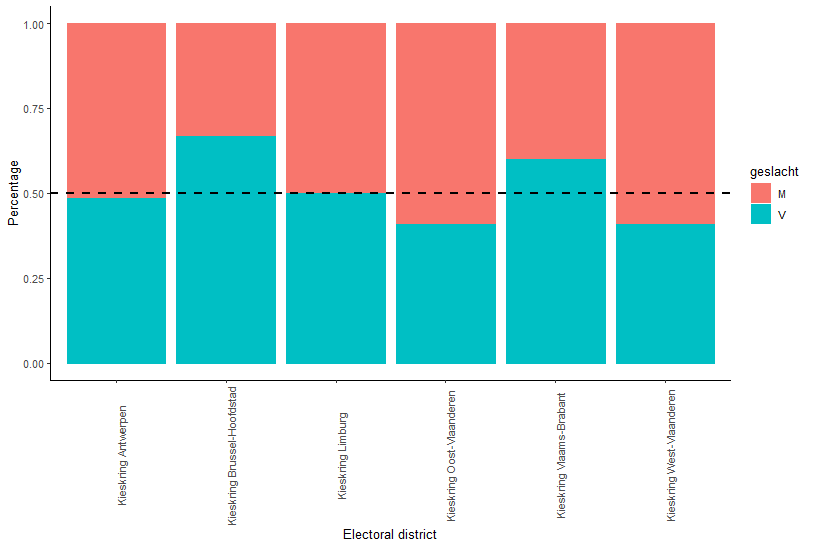 1.00
0.75
0.50
0.25
0.00
Percentage
Kieskring Antwerpen
Kieskring Brussel-Hoofdstad
Kieskring Limburg
Kieskring Oost-Vlaanderen
Kieskring Vlaams-Brabant
Kieskring West-Vlaanderen
Electoral district
geslacht
M
V